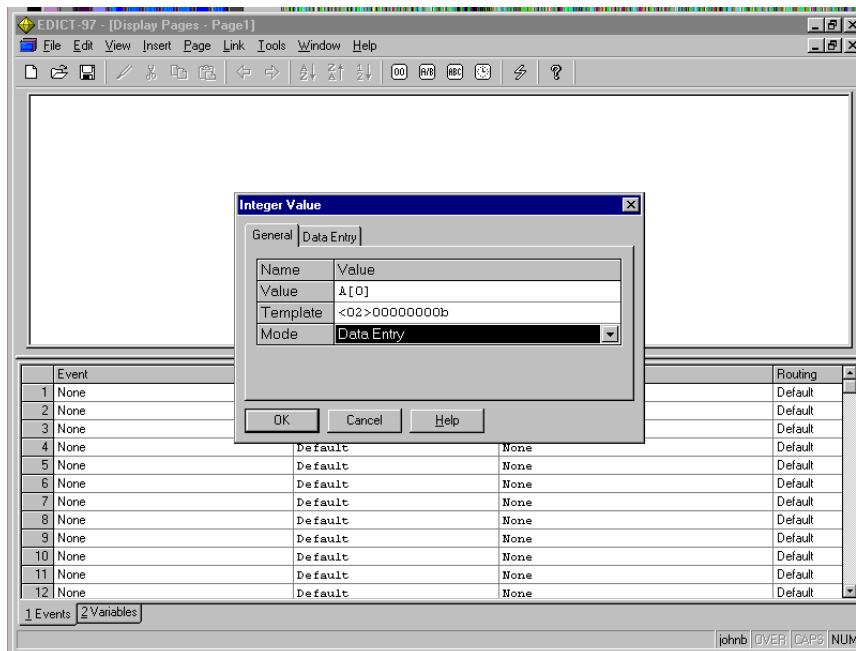 EDICT-97 - [Display Pages - Page1]
File Edit View Insert Page Link Tools Window Help
00 A/B ABC
Integer Value
General Data Entry
Name Value
Value A[0]
Template <02>00000000b
Mode Data Entry
OK Cancel Help
Event Routing
1 None Default
2 None Default
3 None Default
4 None Default None Default
5 None Default None Default
6 None Default None Default
7 None Default None Default
8 None Default None Default
9 None Default None Default
10 None Default None Default
11 None Default None Default
12 None Default None Default
1 Events 2 Variables
johnb OVER CAPS NUM